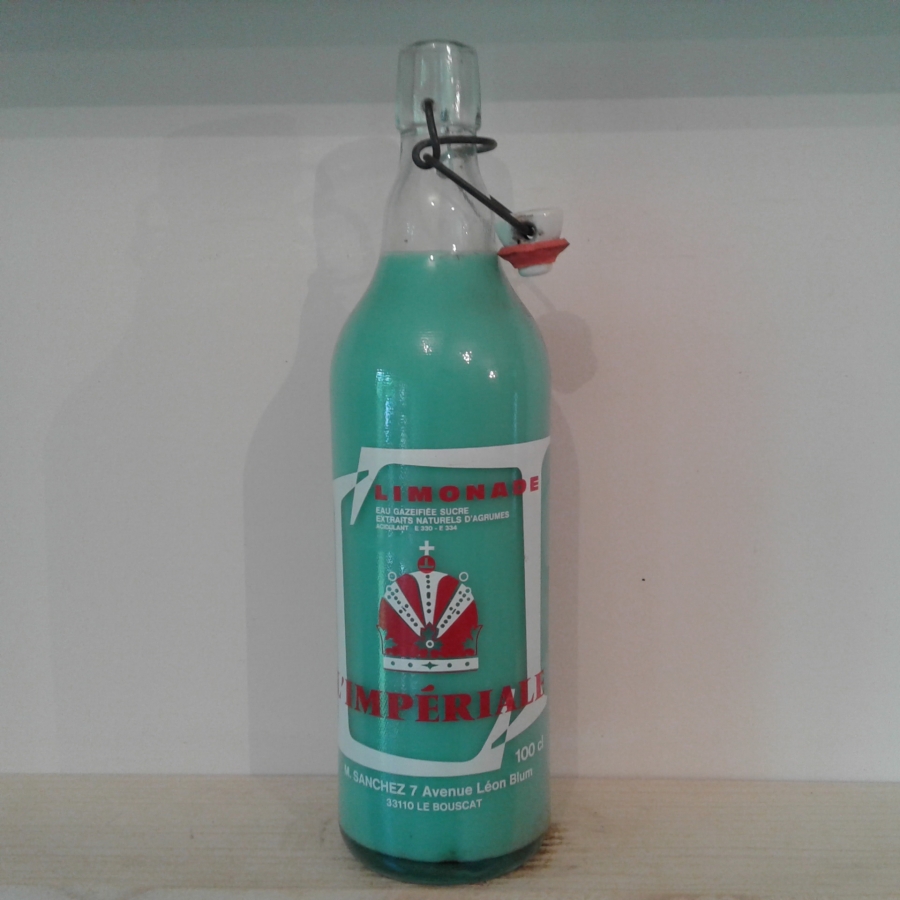 LIMONADE
EAU GAZEIFIÉE SUCRE
EXTRAITS NATURELS D'AGRUMES
ACIDULANT : E 330 - E 334
L'IMPÉRIALE
100 cl
M. SANCHEZ 7 Avenue Léon Blum
33110 LE BOUSCAT